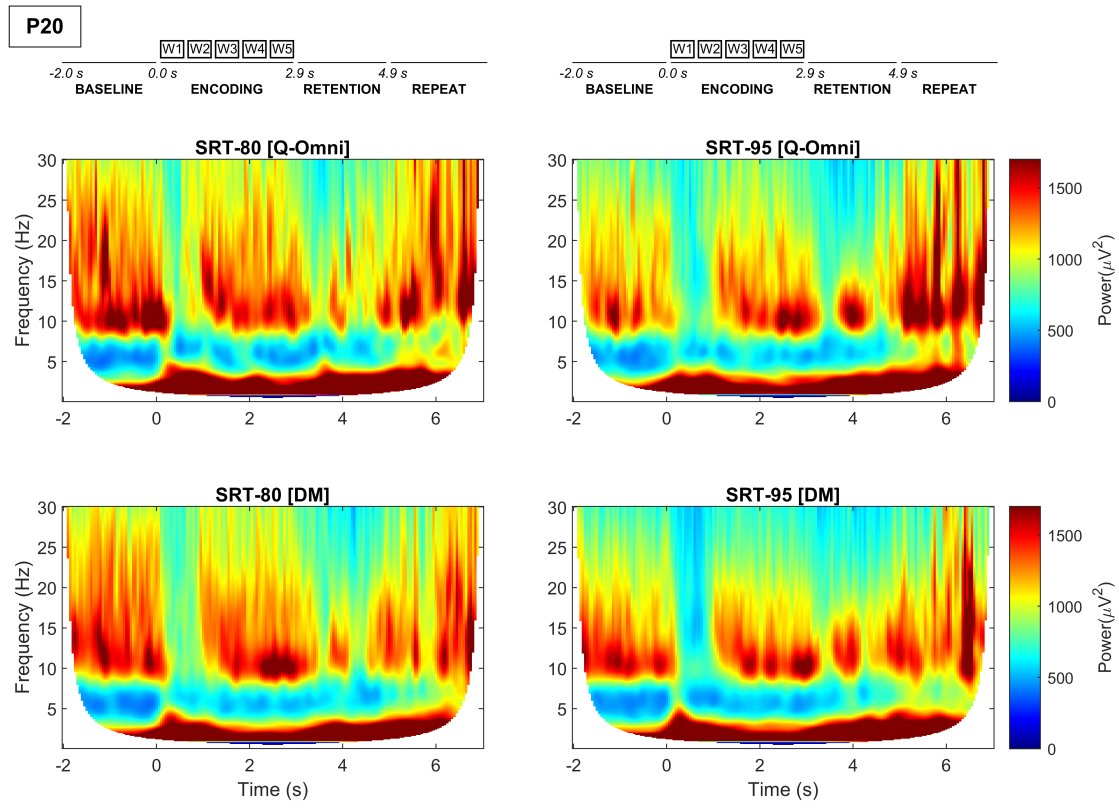 P20
W1 W2 W3 W4 W5
W1 W2 W3 W4 W5
-2.0 s 0.0 s 2.9 s 4.9 s
-2.0 s 0.0 s 2.9 s 4.9 s
BASELINE ENCODING RETENTION REPEAT
BASELINE ENCODING RETENTION REPEAT
SRT-80 [Q-Omni]
30
25
20
15
10
5
Frequency (Hz)
-2 0 2 4 6
SRT-95 [Q-Omni]
30
25
20
15
10
5
-2 0 2 4 6
1500
1000
500
0
Power(μV²)
SRT-80 [DM]
30
25
20
15
10
5
Frequency (Hz)
-2 0 2 4 6
Time (s)
SRT-95 [DM]
30
25
20
15
10
5
-2 0 2 4 6
Time (s)
1500
1000
500
0
Power(μV²)